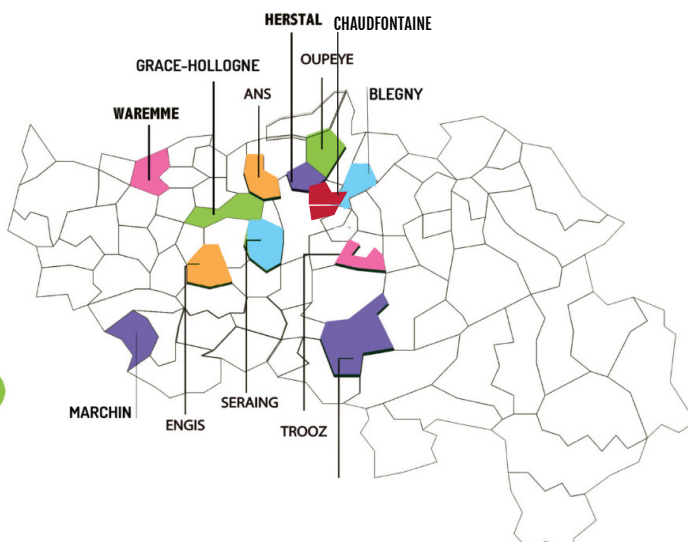 HERSTAL
CHAUDFONTAINE
OUPEYE
GRACE-HOLLOGNE
ANS
BLEGNY
WAREMME
MARCHIN
ENGIS
SERAING
TROOZ